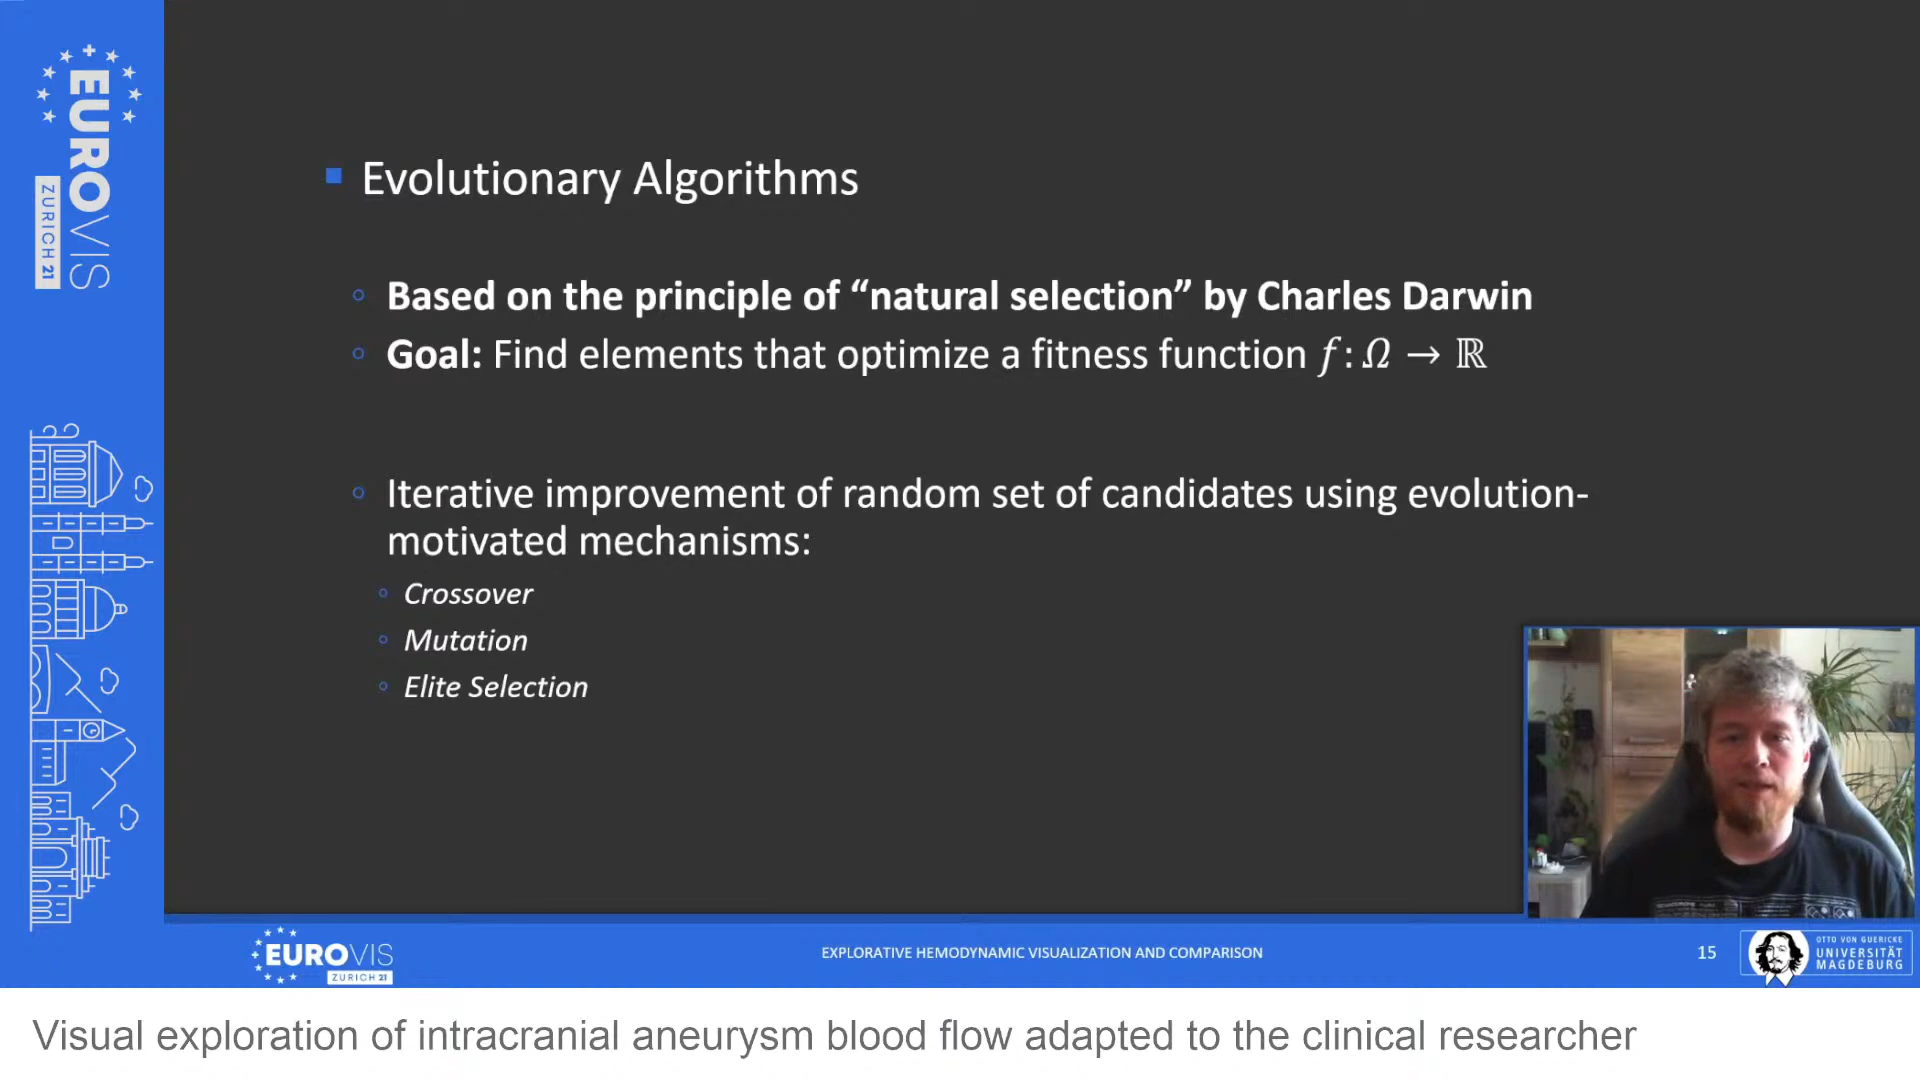 EUROVIS
ZURICH 21
Evolutionary Algorithms
Based on the principle of “natural selection” by Charles Darwin
Goal: Find elements that optimize a fitness function f : Ω → ℝ
Iterative improvement of random set of candidates using evolution-
motivated mechanisms:
Crossover
Mutation
Elite Selection
EUROVIS
ZURICH 21
EXPLORATIVE HEMODYNAMIC VISUALIZATION AND COMPARISON
15
OTTO VON GUERICKE
UNIVERSITÄT
MAGDEBURG
Visual exploration of intracranial aneurysm blood flow adapted to the clinical researcher